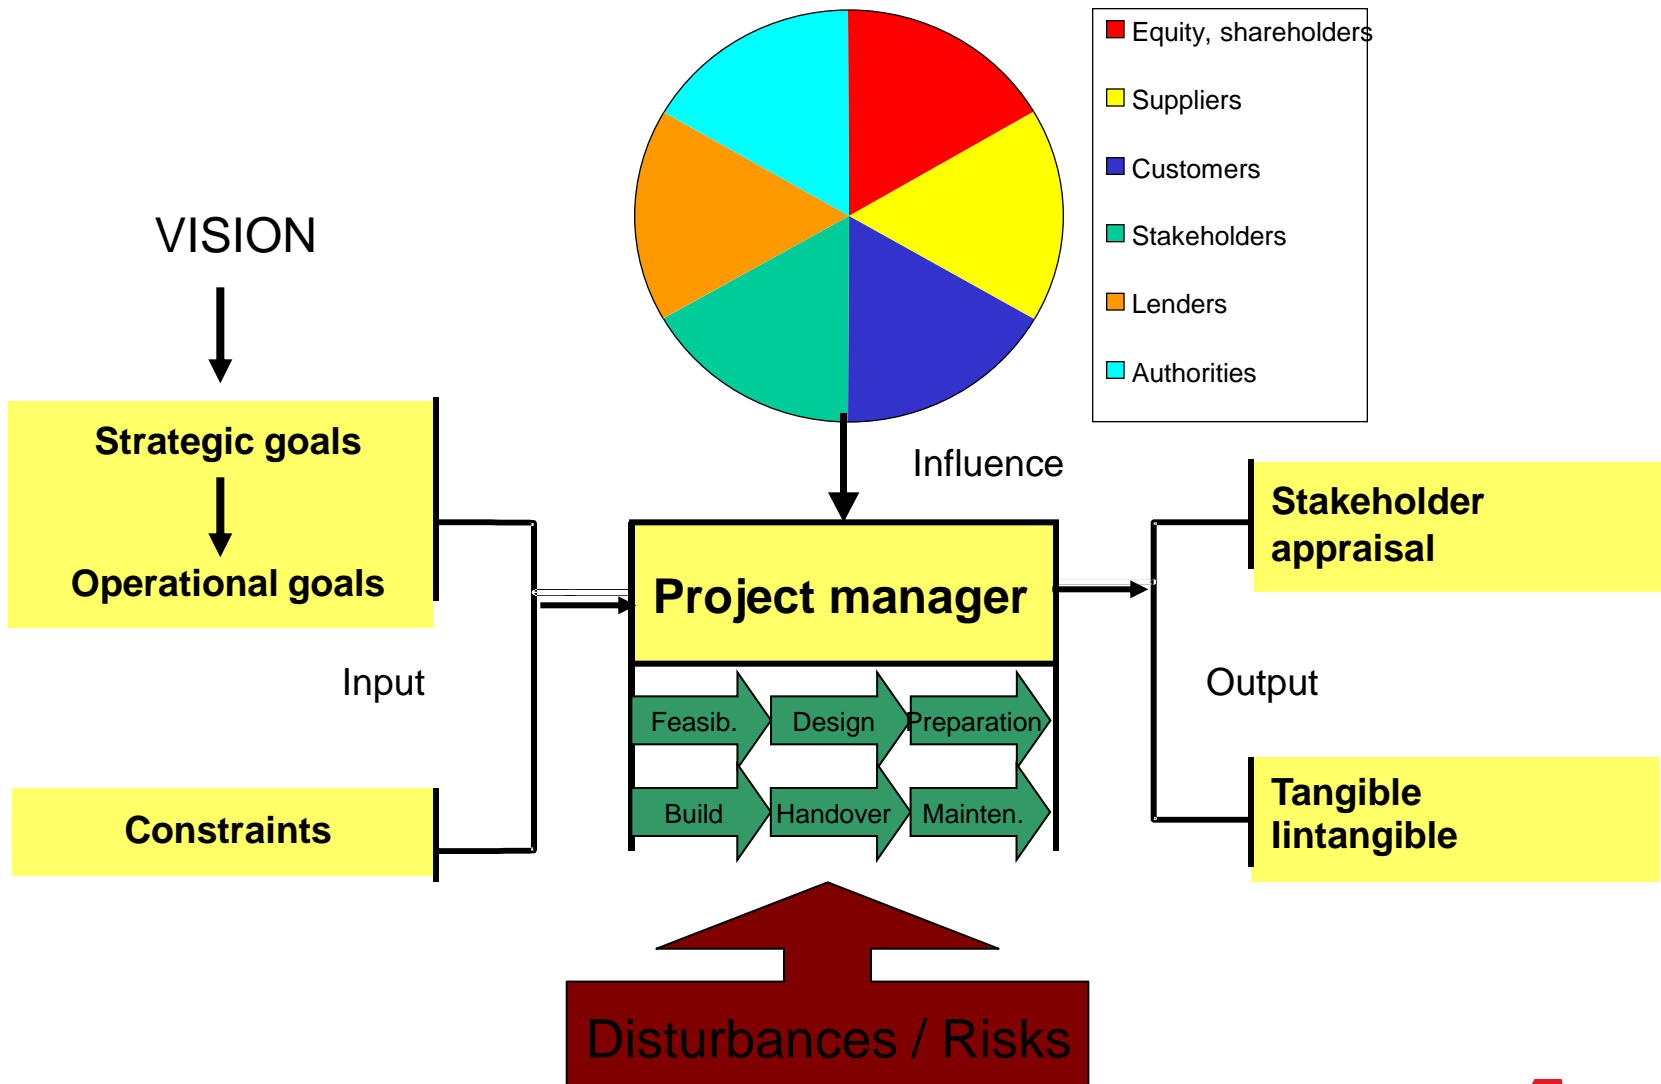 Equity, shareholders
Suppliers
Customers
Stakeholders
Lenders
Authorities
VISION
Strategic goals
Operational goals
Influence
Stakeholder
appraisal
Project manager
Input
Output
Feasib.
Design
Preparation
Build
Handover
Mainten.
Constraints
Tangible
lintangible
Disturbances / Risks